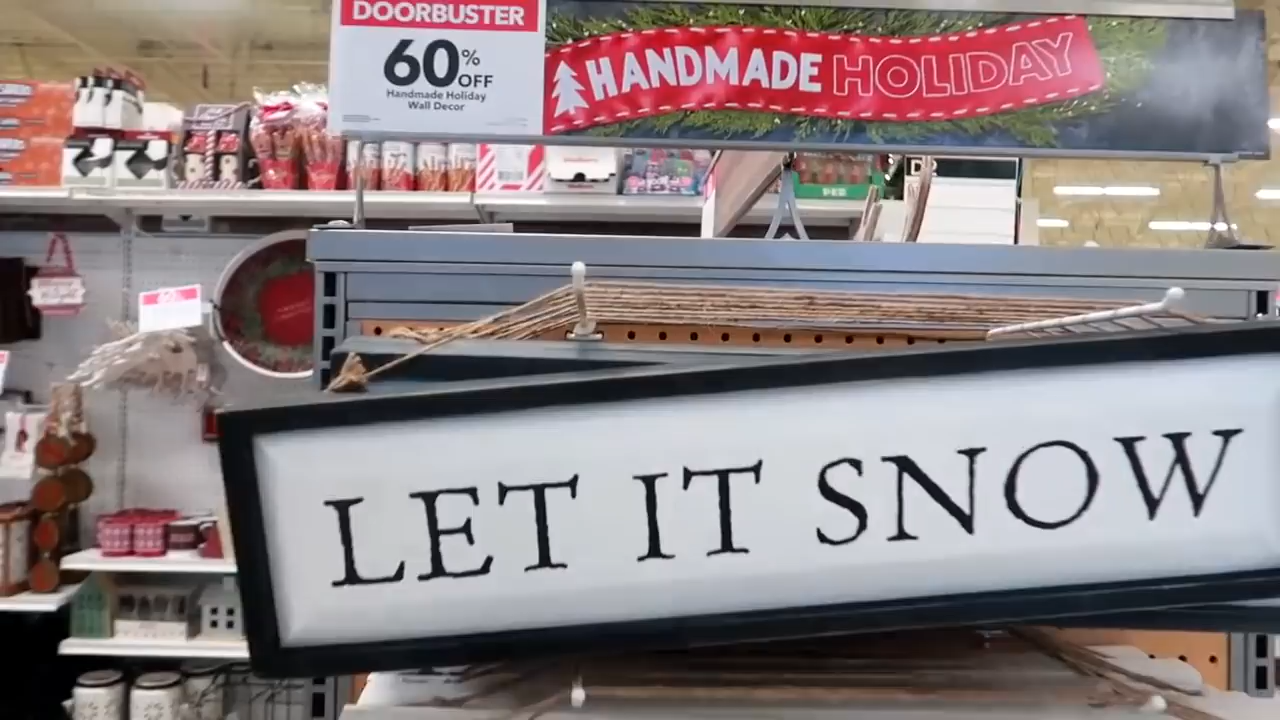 DOORBUSTER
60% OFF
Handmade Holiday
Wall Decor
HANDMADE HOLIDAY
LET IT SNOW